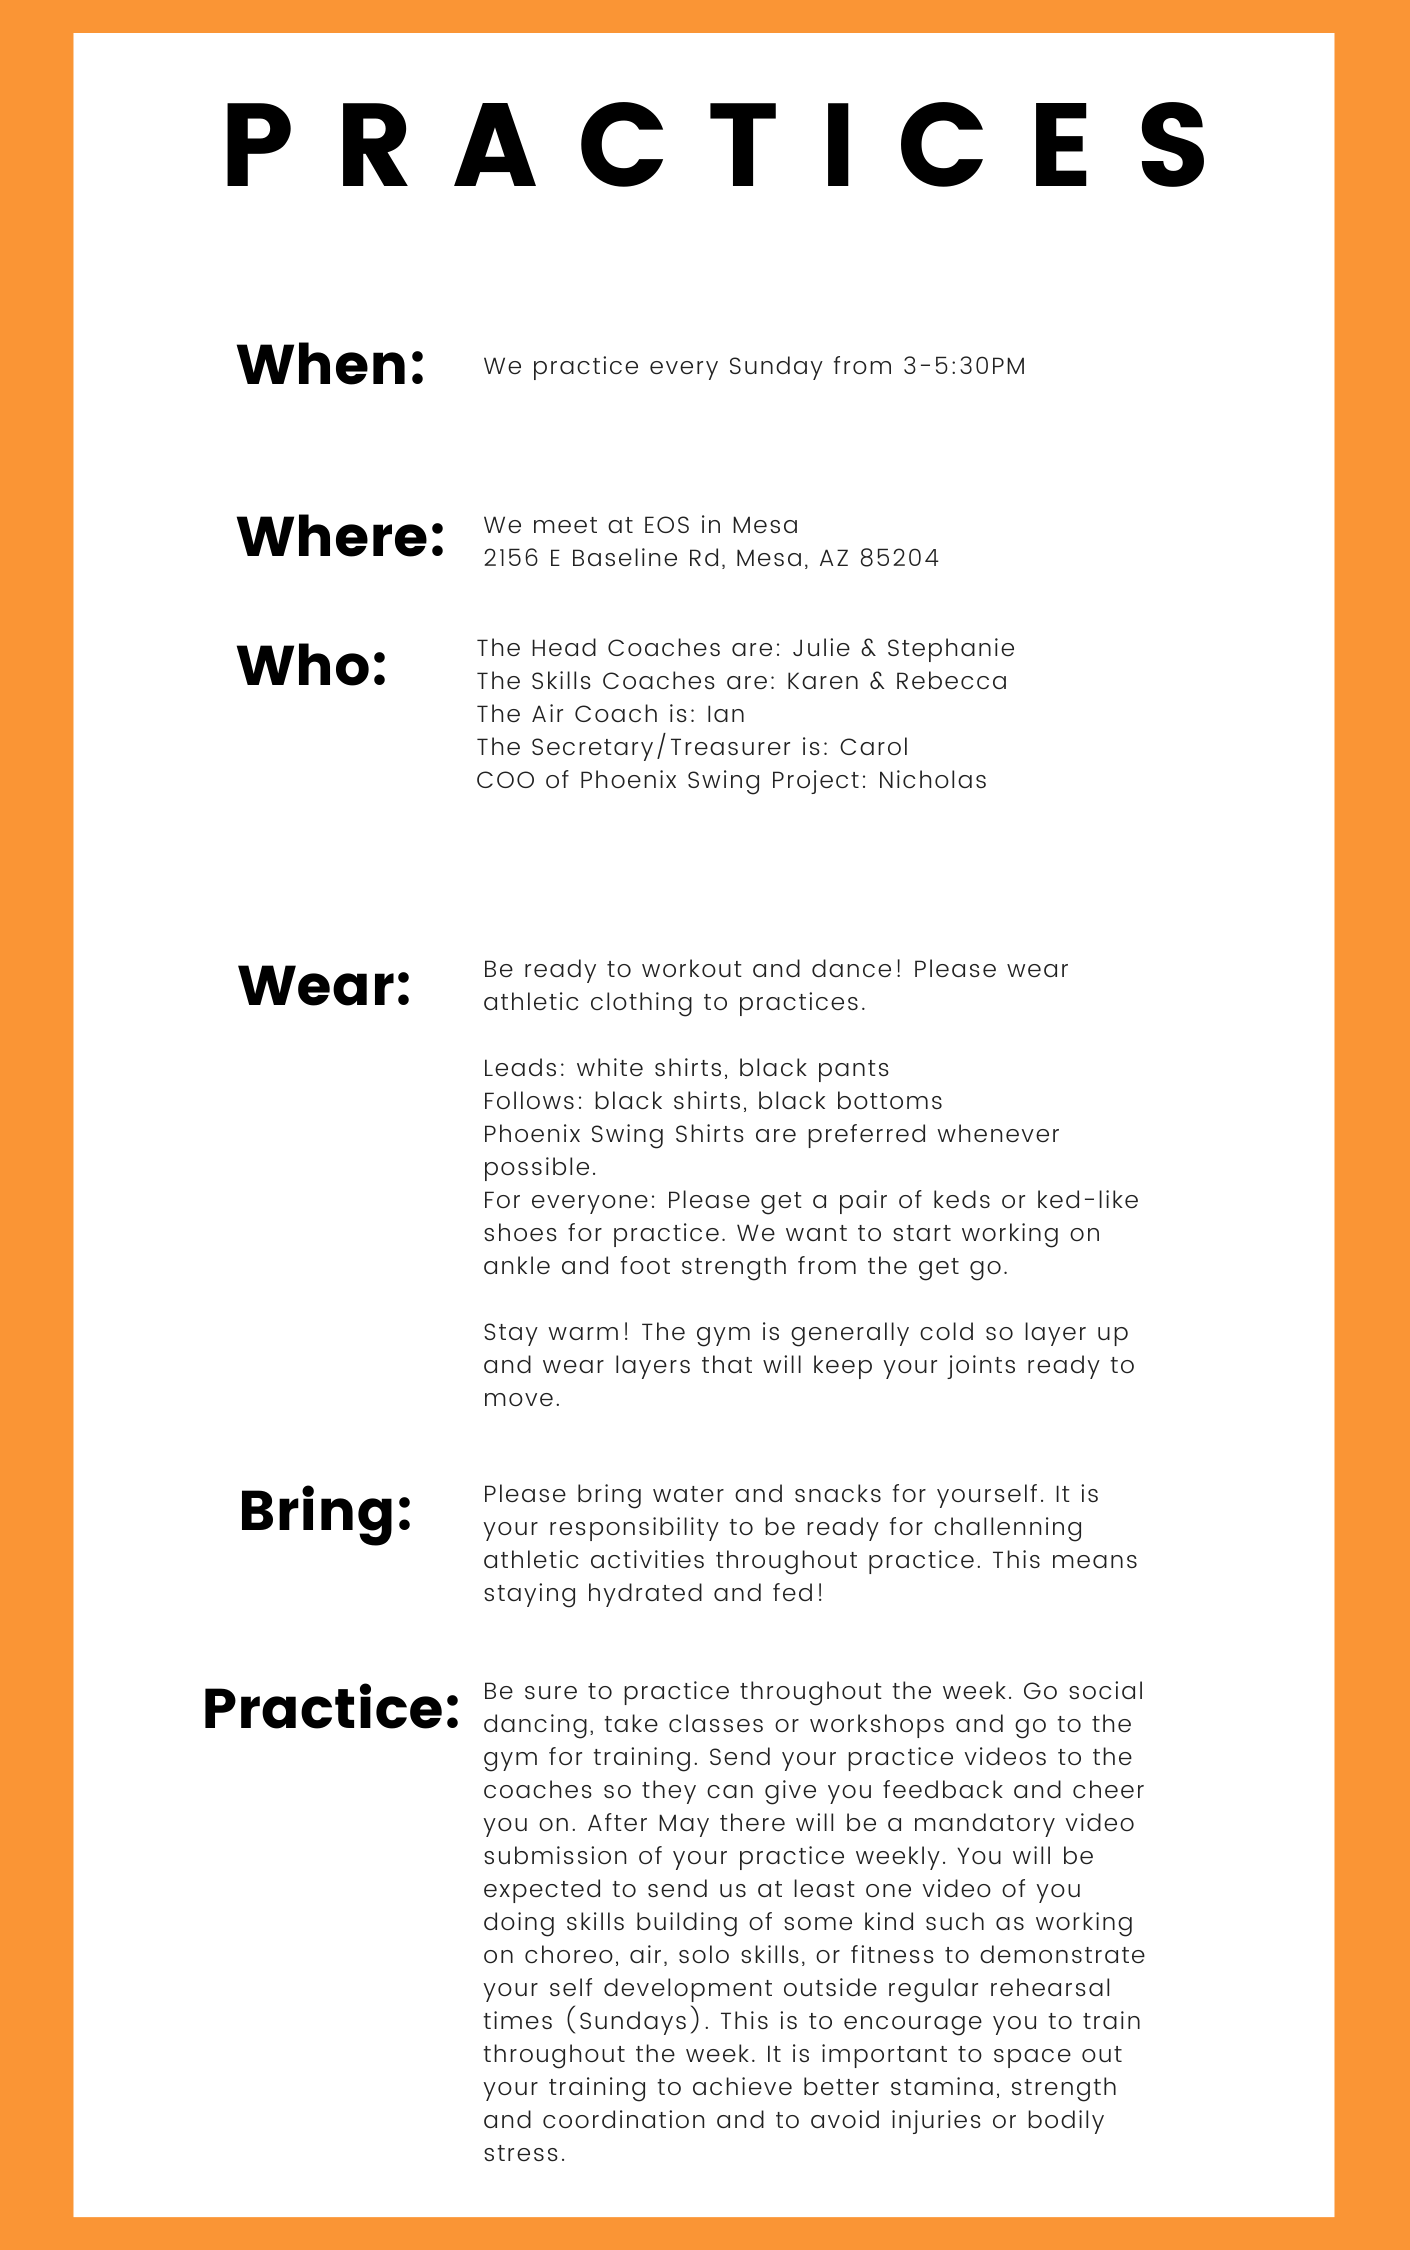 PRACTICES
When:
We practice every Sunday from 3-5:30PM
Where:
We meet at EOS in Mesa
2156 E Baseline Rd, Mesa, AZ 85204
Who:
The Head Coaches are: Julie & Stephanie
The Skills Coaches are: Karen & Rebecca
The Air Coach is: Ian
The Secretary/Treasurer is: Carol
COO of Phoenix Swing Project: Nicholas
Wear:
Be ready to workout and dance! Please wear
athletic clothing to practices.
Leads: white shirts, black pants
Follows: black shirts, black bottoms
Phoenix Swing Shirts are preferred whenever
possible.
For everyone: Please get a pair of keds or ked-like
shoes for practice. We want to start working on
ankle and foot strength from the get go.
Stay warm! The gym is generally cold so layer up
and wear layers that will keep your joints ready to
move.
Bring:
Please bring water and snacks for yourself. It is
your responsibility to be ready for challenning
athletic activities throughout practice. This means
staying hydrated and fed!
Practice:
Be sure to practice throughout the week. Go social
dancing, take classes or workshops and go to the
gym for training. Send your practice videos to the
coaches so they can give you feedback and cheer
you on. After May there will be a mandatory video
submission of your practice weekly. You will be
expected to send us at least one video of you
doing skills building of some kind such as working
on choreo, air, solo skills, or fitness to demonstrate
your self development outside regular rehearsal
times (Sundays). This is to encourage you to train
throughout the week. It is important to space out
your training to achieve better stamina, strength
and coordination and to avoid injuries or bodily
stress.